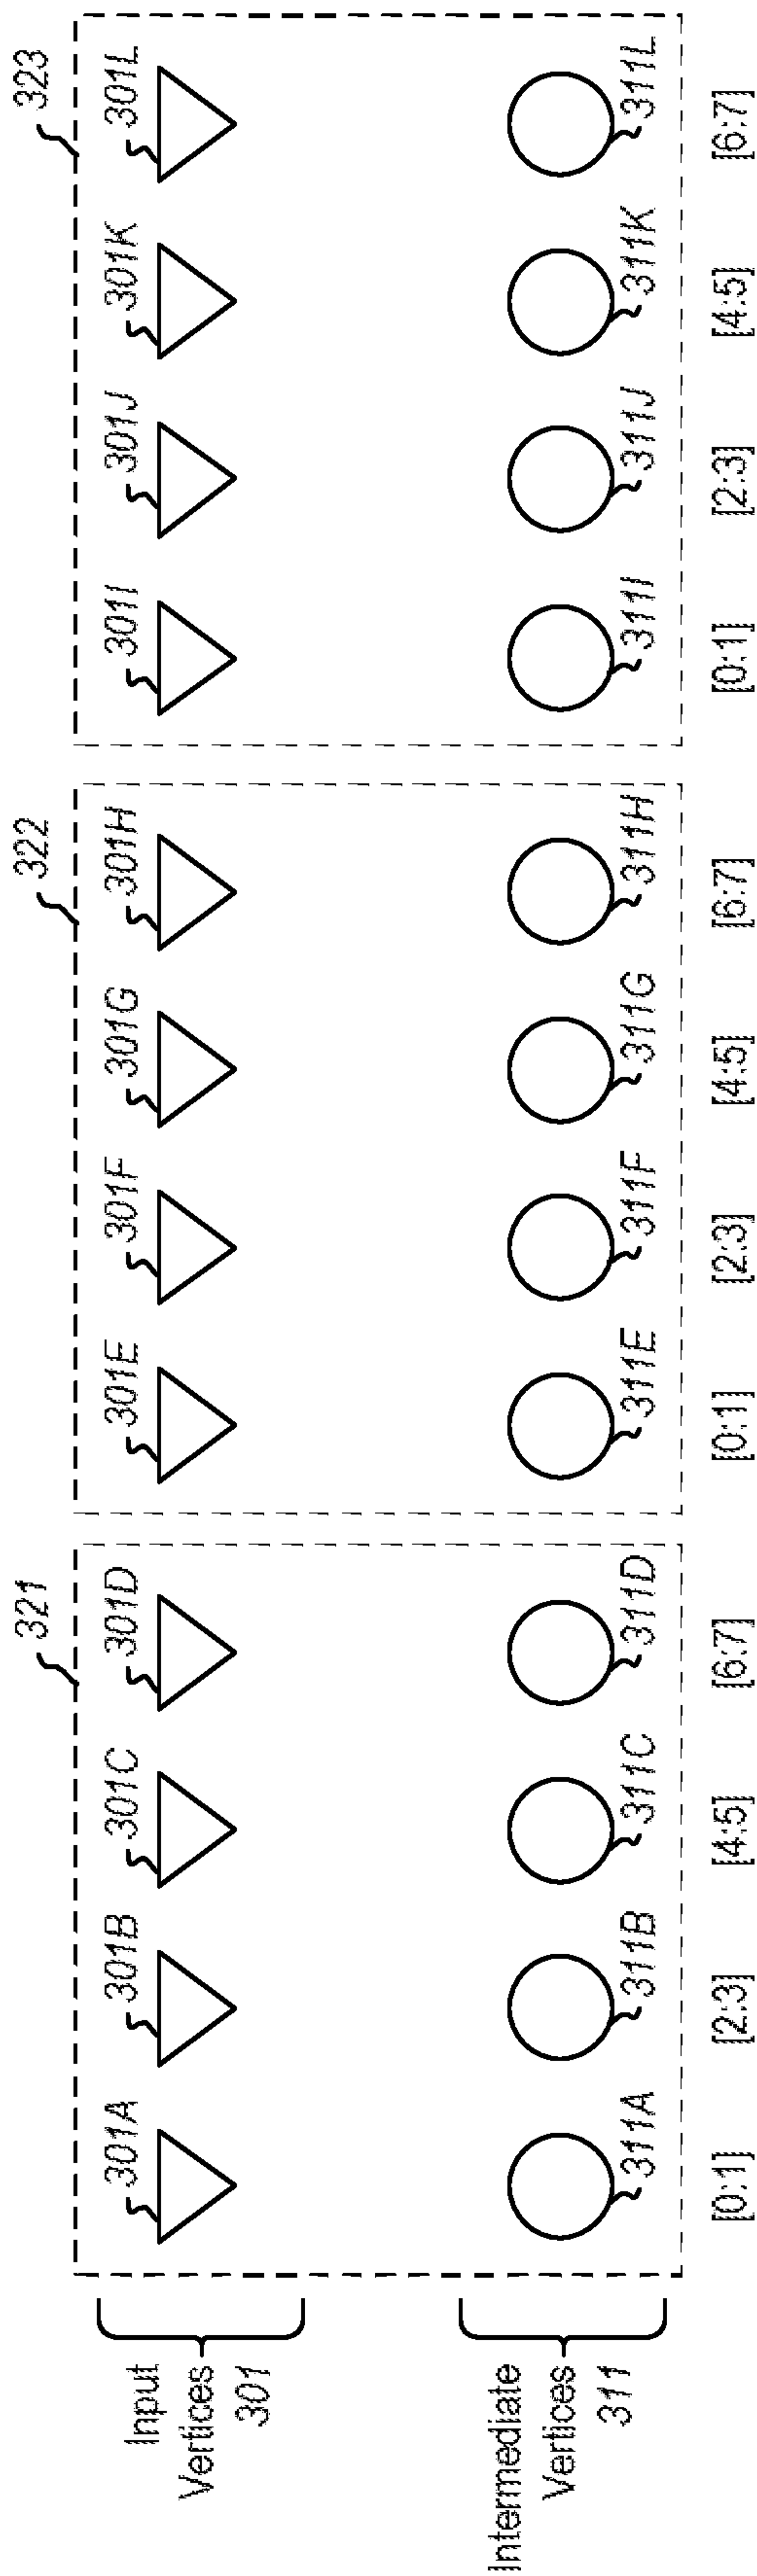 321
322
323
Input
Vertices
301
301A
301B
301C
301D
301E
301F
301G
301H
301I
301J
301K
301L
Intermediate
Vertices
311
311A
311B
311C
311D
311E
311F
311G
311H
311I
311J
311K
311L
[0:1]
[2:3]
[4:5]
[6:7]
[0:1]
[2:3]
[4:5]
[6:7]
[0:1]
[2:3]
[4:5]
[6:7]